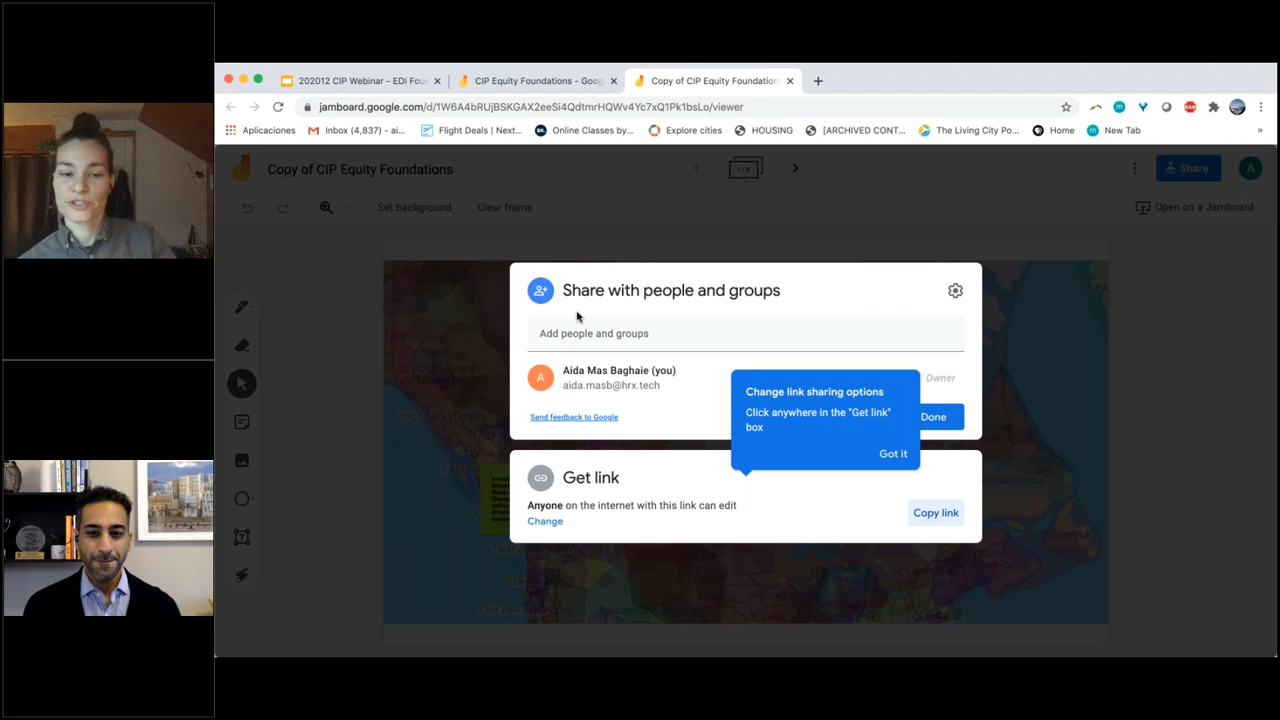 202012 CIP Webinar - EDI Fou
CIP Equity Foundations - Goog
Copy of CIP Equity Foundation
jamboard.google.com/d/1W6A4bRUjBSKGAX2eeSi4QdtmrHQWv4Yc7xQ1Pk1bsLo/viewer
Aplicaciones
Inbox (4,837) - ai...
Flight Deals | Next...
Online Classes by...
Explore cities
HOUSING
[ARCHIVED CONT...
The Living City Po...
Home
New Tab
»
Copy of CIP Equity Foundations
Share
A
Set background
Clear frame
Open on a Jamboard
Share with people and groups
Add people and groups
A
Aida Mas Baghaie (you)
aida.masb@hrx.tech
Owner
Send feedback to Google
Done
Change link sharing options
Click anywhere in the "Get link"
box
Got it
Get link
Anyone on the internet with this link can edit
Change
Copy link